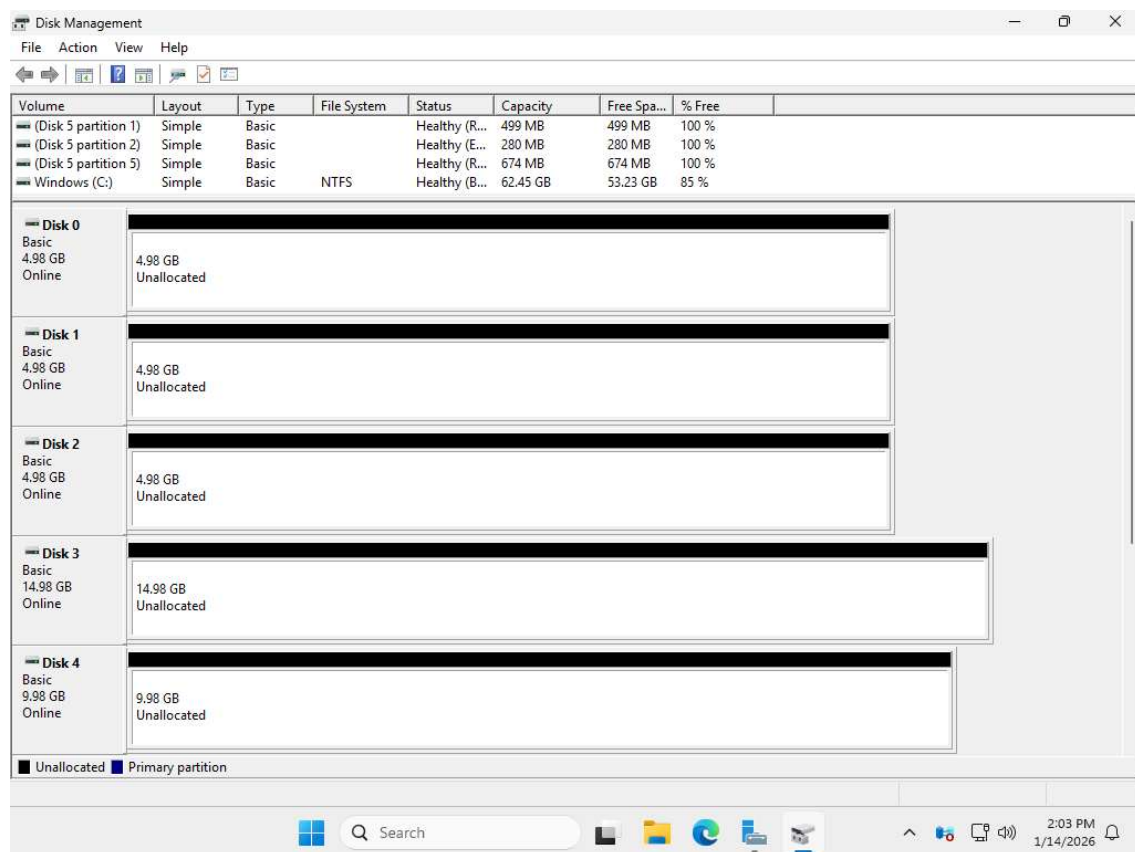 Disk Management
File Action View Help
Volume Layout Type File System Status Capacity Free Spa... % Free
(Disk 5 partition 1) Simple Basic Healthy (R... 499 MB 499 MB 100 %
(Disk 5 partition 2) Simple Basic Healthy (E... 280 MB 280 MB 100 %
(Disk 5 partition 5) Simple Basic Healthy (R... 674 MB 674 MB 100 %
Windows (C:) Simple Basic NTFS Healthy (B... 62.45 GB 53.23 GB 85 %
Disk 0
Basic
4.98 GB
Online
4.98 GB
Unallocated
Disk 1
Basic
4.98 GB
Online
4.98 GB
Unallocated
Disk 2
Basic
4.98 GB
Online
4.98 GB
Unallocated
Disk 3
Basic
14.98 GB
Online
14.98 GB
Unallocated
Disk 4
Basic
9.98 GB
Online
9.98 GB
Unallocated
Unallocated Primary partition
Search
2:03 PM
1/14/2026